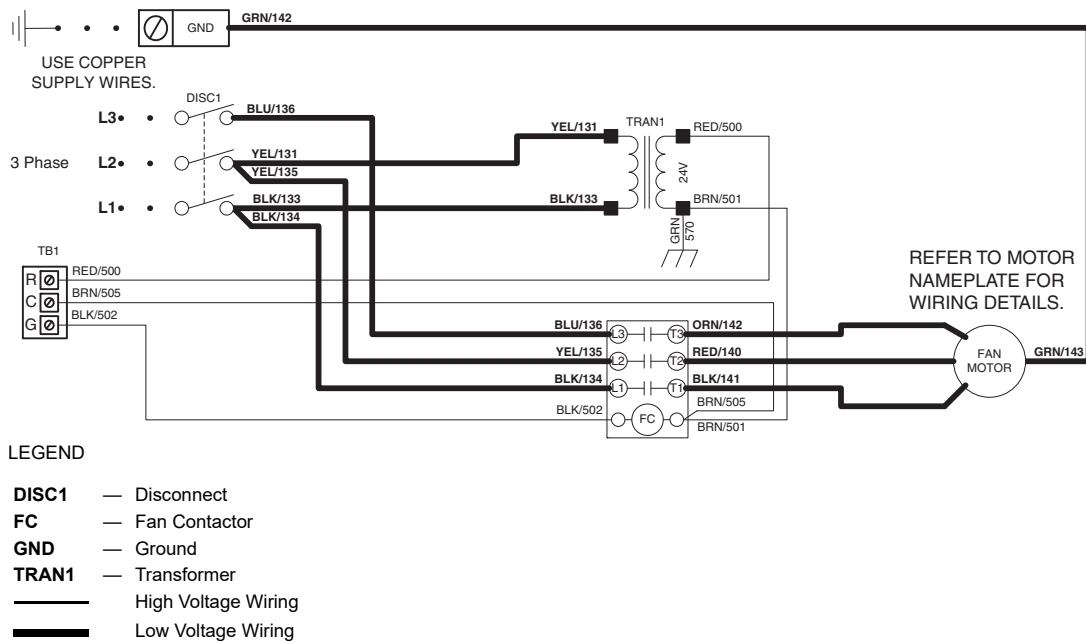 GRN/142
GND
USE COPPER
SUPPLY WIRES.
DISC1
L3
BLU/136
YEL/131
TRAN1
RED/500
3 Phase
L2
YEL/131
YEL/135
24V
L1
BLK/133
BLK/134
BLK/133
BRN/501
GRN
570
TB1
R
RED/500
C
BRN/505
G
BLK/502
REFER TO MOTOR
NAMEPLATE FOR
WIRING DETAILS.
BLU/136
L3
T3
ORN/142
YEL/135
L2
T2
RED/140
FAN
MOTOR
GRN/143
BLK/134
L1
T1
BLK/141
BLK/502
FC
BRN/505
BRN/501
LEGEND
DISC1 — Disconnect
FC — Fan Contactor
GND — Ground
TRAN1 — Transformer
High Voltage Wiring
Low Voltage Wiring